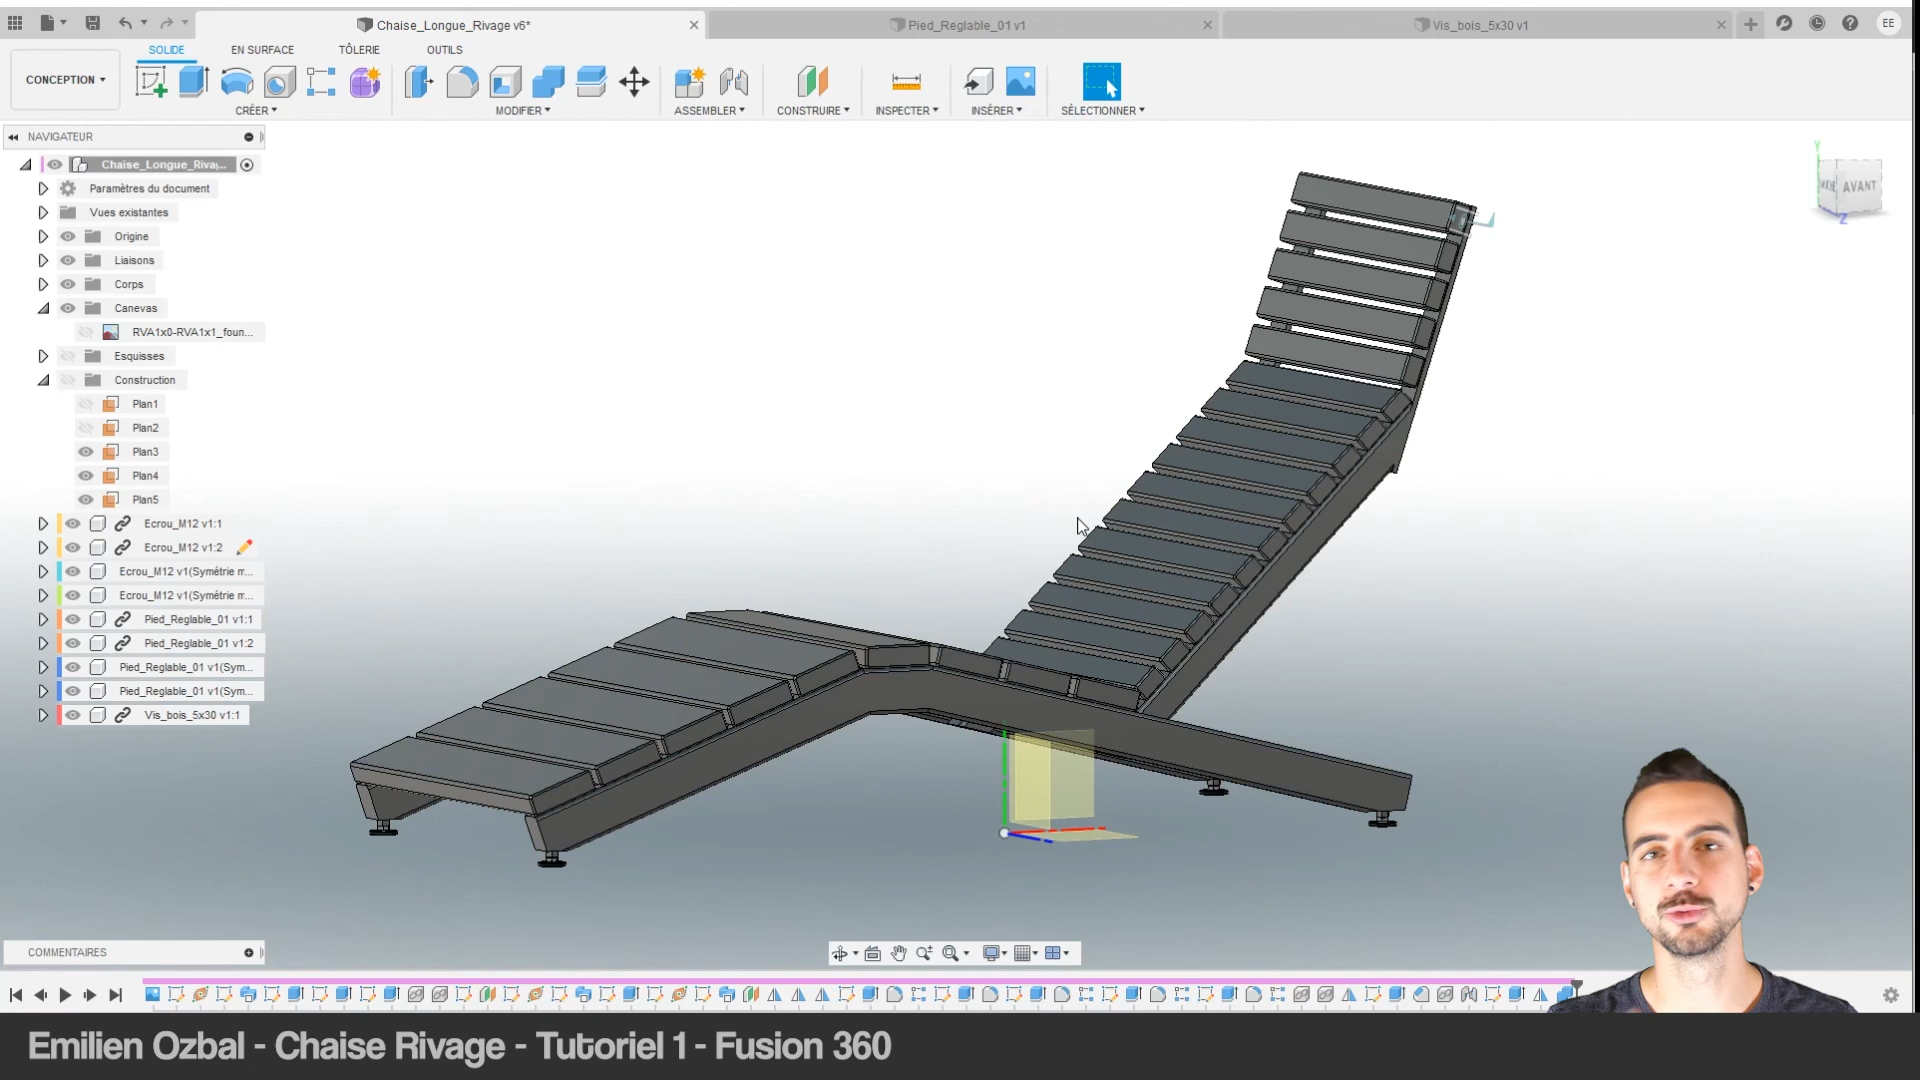 Chaise_Longue_Rivage v6*
Pied_Reglable_01 v1
Vis_bois_5x30 v1
EE
SOLIDE
EN SURFACE
TÔLERIE
OUTILS
CONCEPTION
CRÉER
MODIFIER
ASSEMBLER
CONSTRUIRE
INSPECTER
INSÉRER
SÉLECTIONNER
NAVIGATEUR
Chaise_Longue_Riva...
Paramètres du document
Vues existantes
Origine
Liaisons
Corps
Canevas
RVA1x0-RVA1x1_foun...
Esquisses
Construction
Plan1
Plan2
Plan3
Plan4
Plan5
Ecrou_M12 v1:1
Ecrou_M12 v1:2
Ecrou_M12 v1(Symétrie m...
Ecrou_M12 v1(Symétrie m...
Pied_Reglable_01 v1:1
Pied_Reglable_01 v1:2
Pied_Reglable_01 v1(Sym...
Pied_Reglable_01 v1(Sym...
Vis_bois_5x30 v1:1
Y
AVANT
Z
COMMENTAIRES
Emilien Ozbal - Chaise Rivage - Tutoriel 1 - Fusion 360